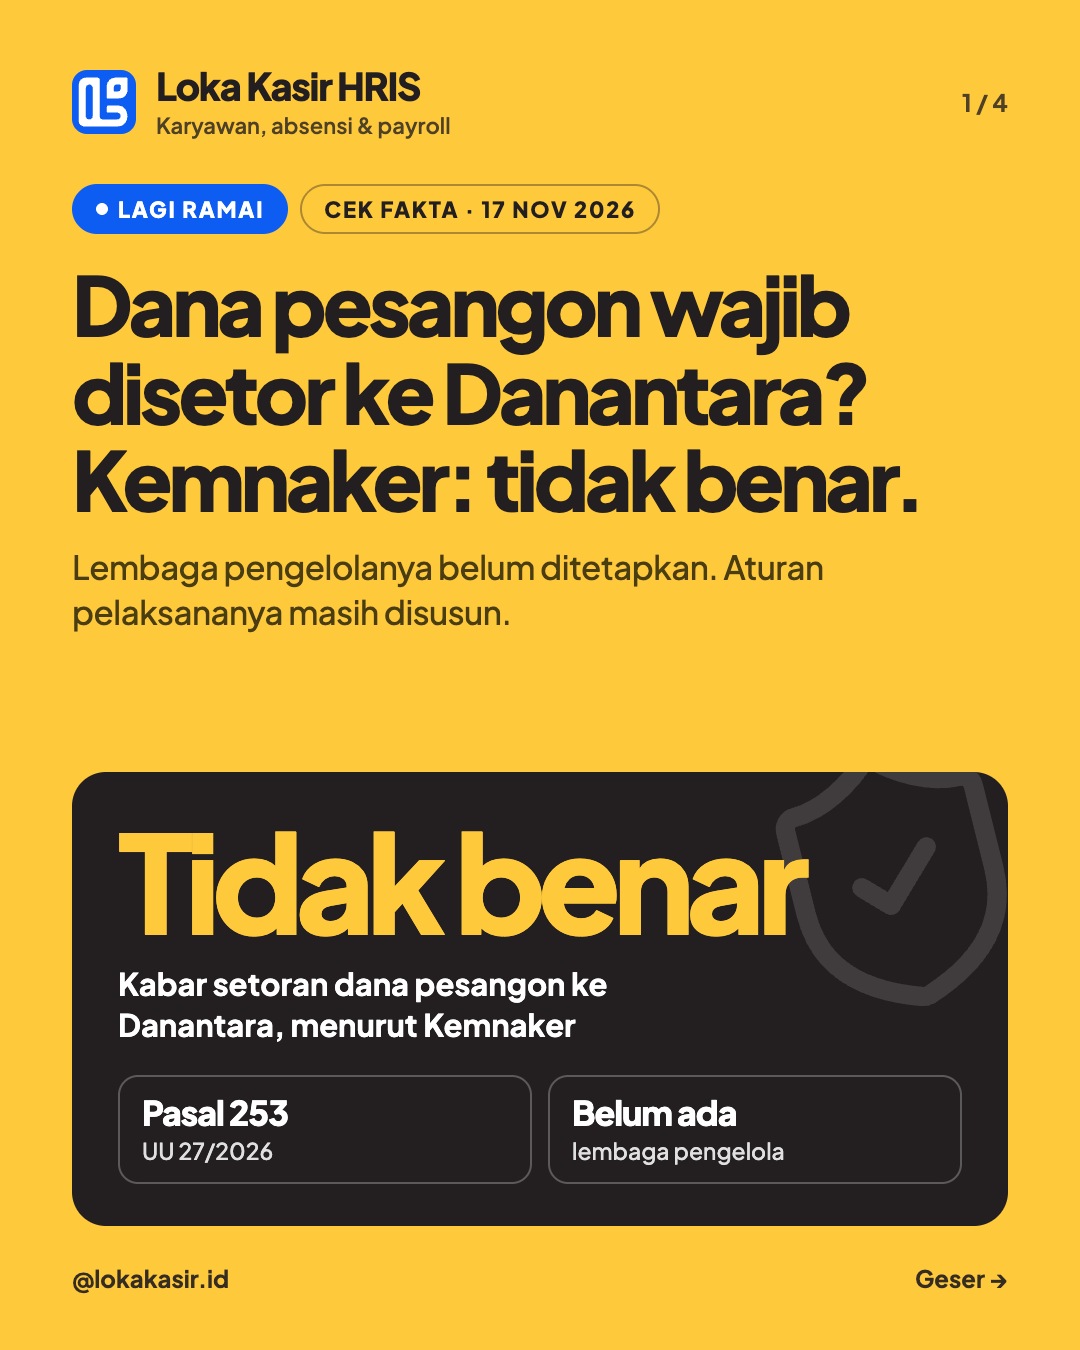 Loka Kasir HRIS
Karyawan, absensi & payroll
1 / 4
LAGI RAMAI
CEK FAKTA · 17 NOV 2026
Dana pesangon wajib
disetor ke Danantara?
Kemnaker: tidak benar.
Lembaga pengelolanya belum ditetapkan. Aturan
pelaksananya masih disusun.
Tidak benar
Kabar setoran dana pesangon ke
Danantara, menurut Kemnaker
Pasal 253
UU 27/2026
Belum ada
lembaga pengelola
@lokakasir.id
Geser →